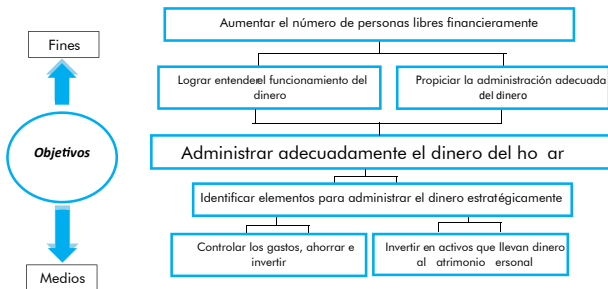 Aumentar el número de personas libres financieramente
Fines
Lograr entender el funcionamiento del
dinero
Propiciar la administración adecuada
del dinero
Objetivos
Administrar adecuadamente el dinero del ho ar
Identificar elementos para administrar el dinero estratégicamente
Controlar los gastos, ahorrar e
invertir
Invertir en activos que llevan dinero
al atrimonio ersonal
Medios